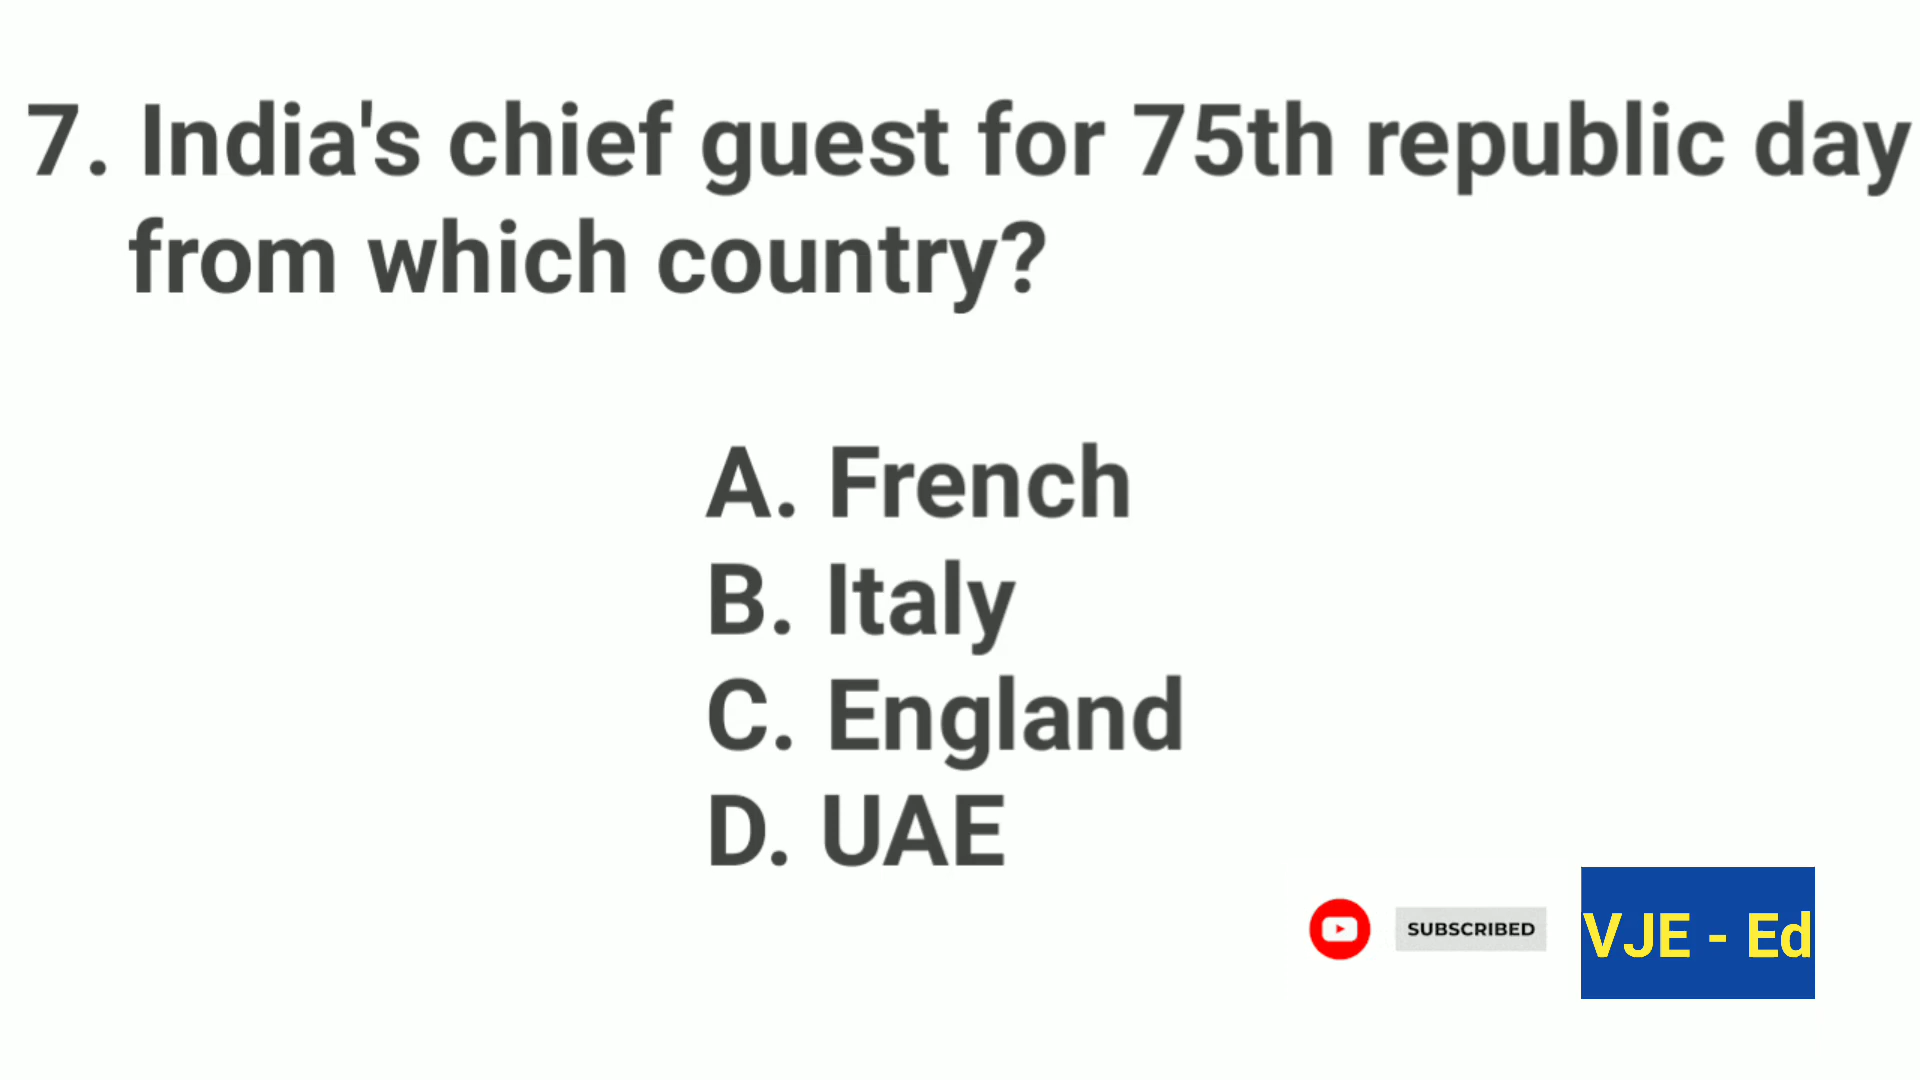 7. India's chief guest for 75th republic day
from which country?
A. French
B. Italy
C. England
D. UAE
SUBSCRIBED
VJE - Ed